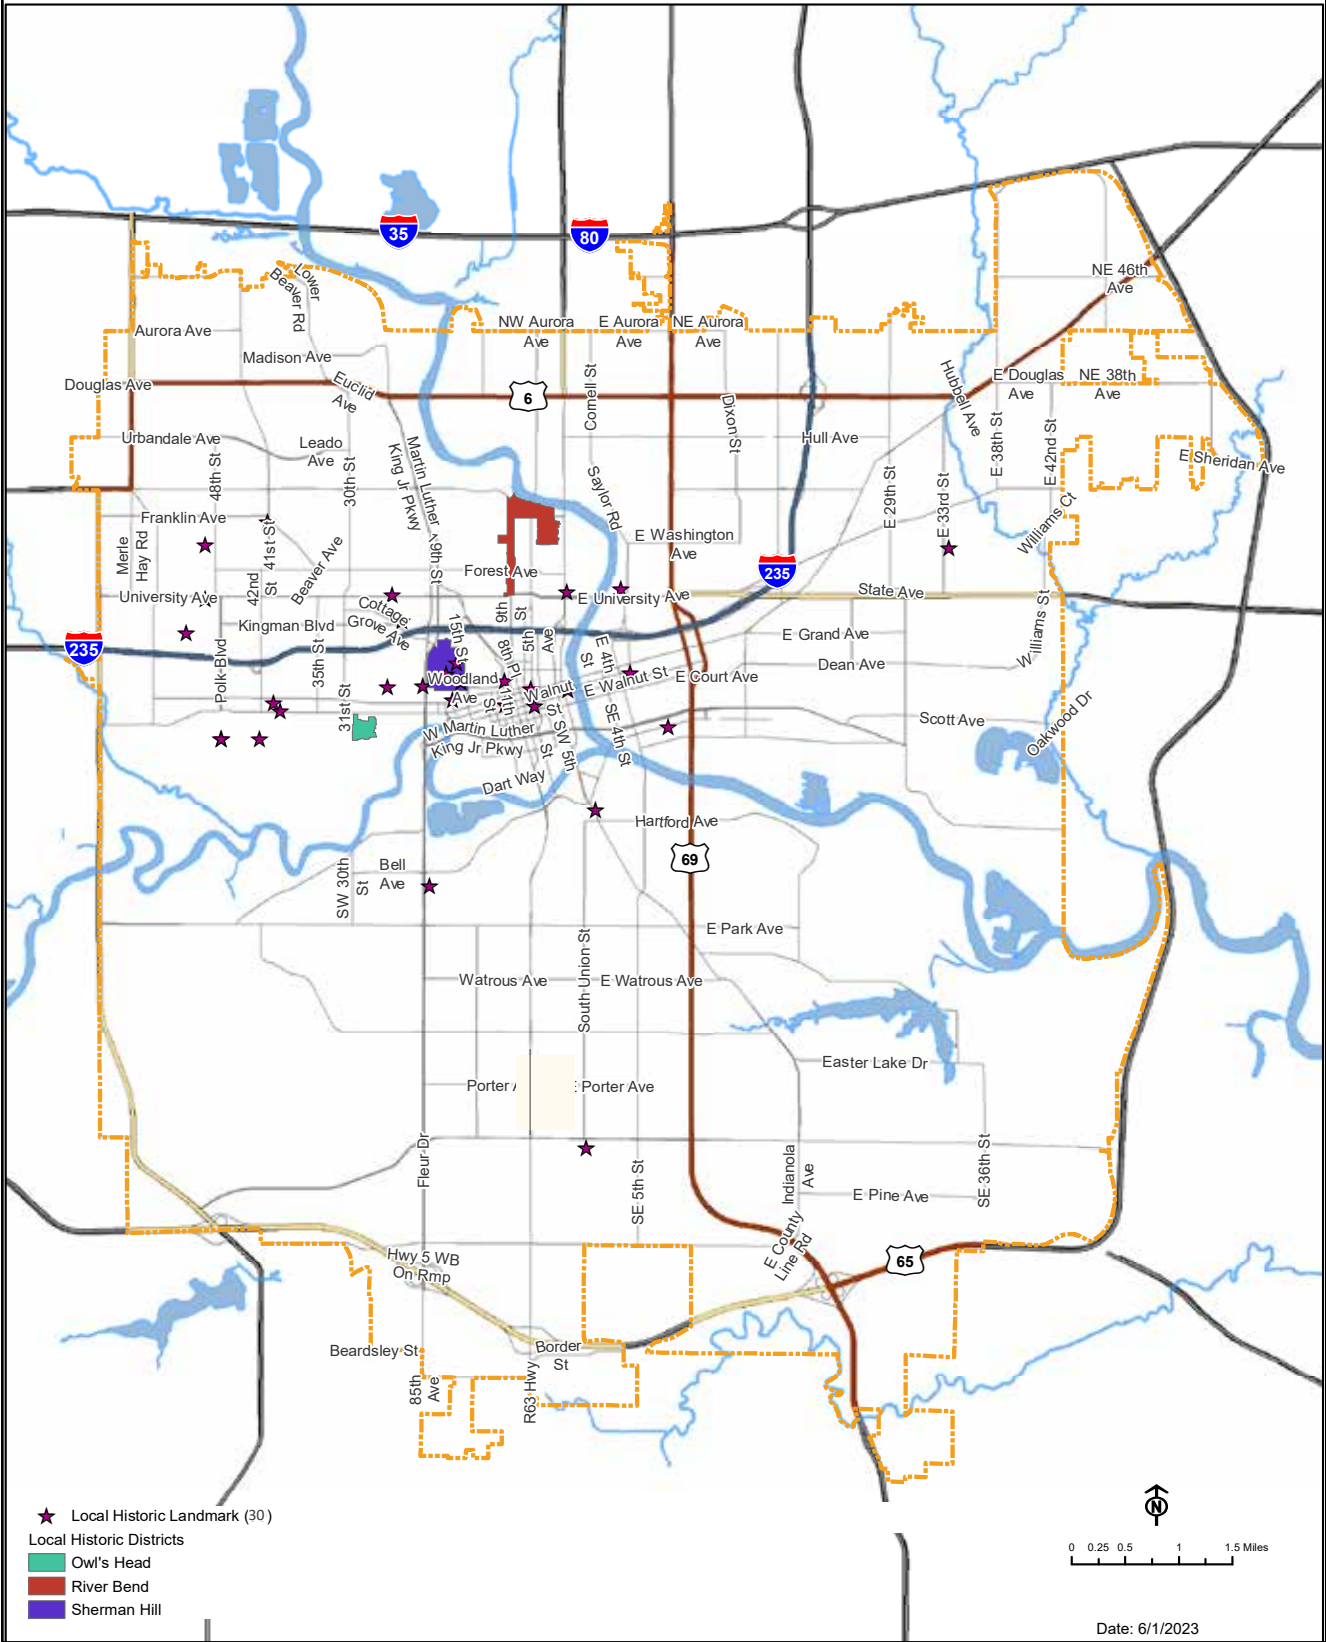 35
80
NE 46th
Ave
Lower
Beaver Rd
Aurora Ave
NW Aurora
Ave
E Aurora
Ave
NE Aurora
Ave
Madison Ave
Douglas Ave
Euclid
Ave
6
Cornell St
Dixon St
Hubbell Ave
E Douglas
Ave
NE 38th
Ave
Urbandale Ave
Leado
Ave
Hull Ave
E 38th St
E 42nd St
E Sheridan Ave
48th St
30th St
Martin Luther
King Jr Pkwy
Saylor Rd
E 29th St
E 33rd St
Williams Ct
Franklin Ave
Merle
Hay Rd
41st St
42nd
St
Beaver Ave
19th St
E Washington
Ave
Forest Ave
235
University Ave
E University Ave
State Ave
Cottage
Grove Ave
Kingman Blvd
9th
St
5th
Ave
15th St
E Grand Ave
Williams St
235
Polk Blvd
35th St
31st St
8th Pl
E 4th
St
Dean Ave
Woodland
Ave
11th
St
Walnut
St
E Walnut St
E Court Ave
Scott Ave
Oakwood Dr
W Martin Luther
King Jr Pkwy
SW 5th
St
SE 4th St
Dart Way
Hartford Ave
69
SW 30th
St
Bell
Ave
E Park Ave
Watrous Ave
South Union St
E Watrous Ave
Easter Lake Dr
Porter
E Porter Ave
Fleur Dr
SE 5th St
Indianola
Ave
SE 36th St
E Pine Ave
E County
Line Rd
65
Hwy 5 WB
On Rmp
Beardsley St
Border
St
85th
Ave
R63 Hwy
N
Local Historic Landmark (30)
Local Historic Districts
Owl's Head
River Bend
Sherman Hill
0 0.25 0.5 1 1.5 Miles
Date: 6/1/2023